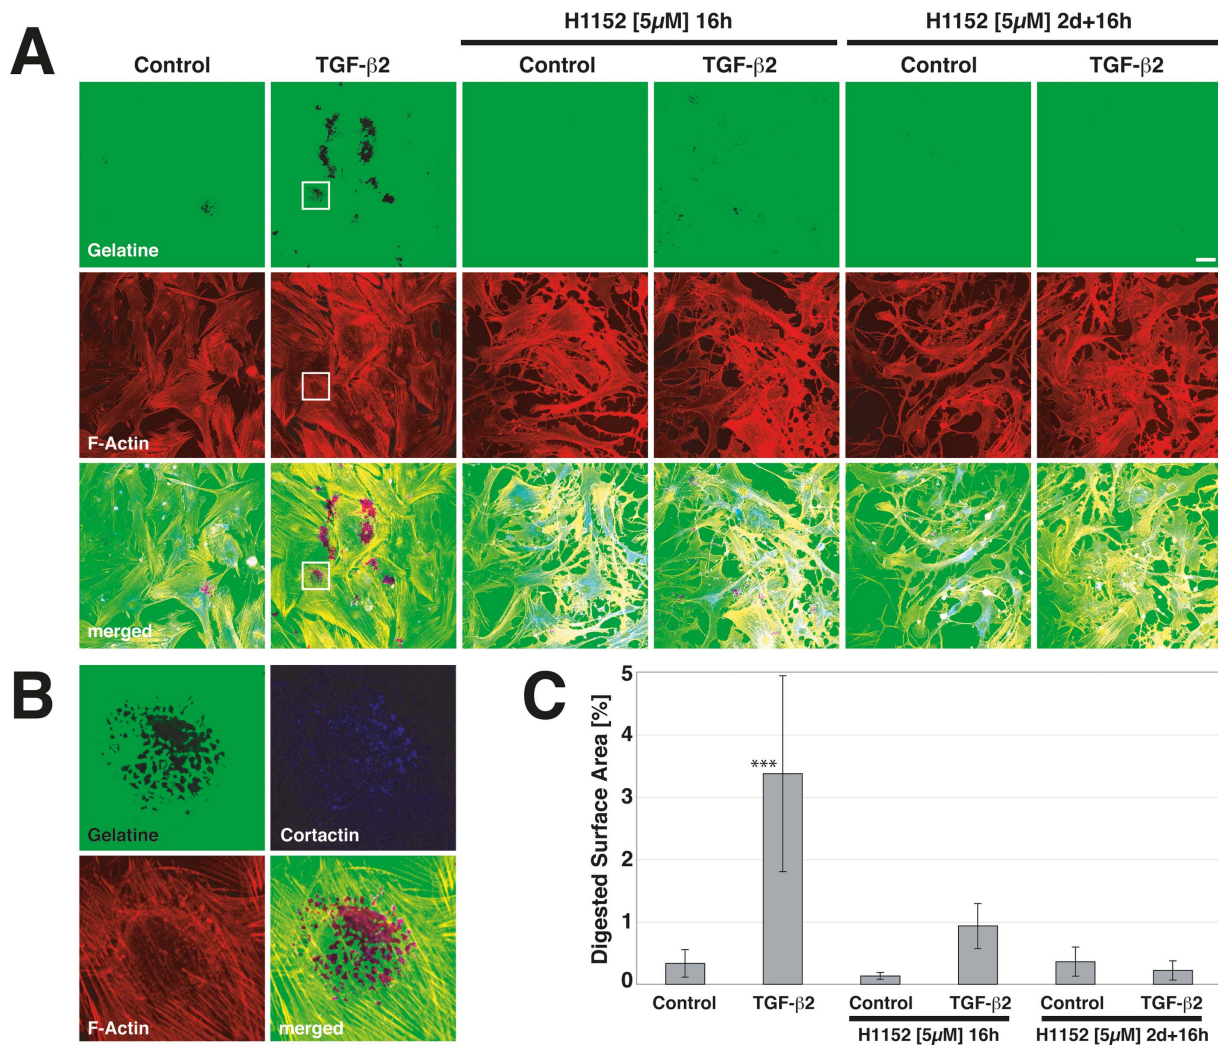 A
H1152 [5µM] 16h
H1152 [5µM] 2d+16h
Control
TGF-β2
Control
TGF-β2
Control
TGF-β2
Gelatine
F-Actin
merged
B
Gelatine
Cortactin
F-Actin
merged
C
Digested Surface Area [%]
5
4
3
2
1
0
***
Control
TGF-β2
Control
TGF-β2
Control
TGF-β2
H1152 [5µM] 16h
H1152 [5µM] 2d+16h